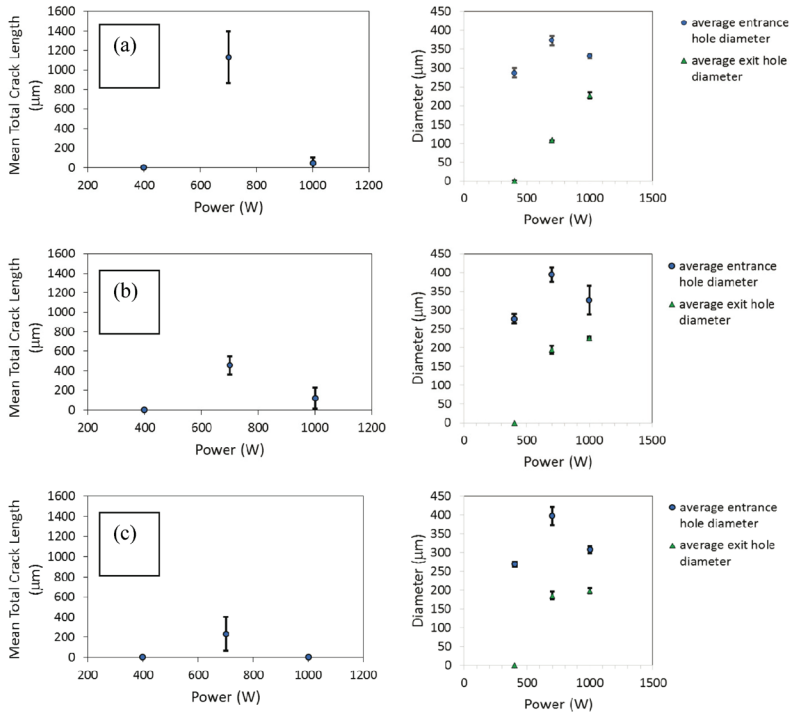 (a)
Mean Total Crack Length
(μm)
1600
1400
1200
1000
800
600
400
200
0
200 400 600 800 1000 1200
Power (W)
Diameter (μm)
450
400
350
300
250
200
150
100
50
0
0 500 1000 1500
Power (W)
average entrance
hole diameter
average exit hole
diameter
(b)
Mean Total Crack Length
(μm)
1600
1400
1200
1000
800
600
400
200
0
200 400 600 800 1000 1200
Power (W)
Diameter (μm)
450
400
350
300
250
200
150
100
50
0
0 500 1000 1500
Power (W)
average entrance
hole diameter
average exit hole
diameter
(c)
Mean Total Crack Length
(μm)
1600
1400
1200
1000
800
600
400
200
0
200 400 600 800 1000 1200
Power (W)
Diameter (μm)
450
400
350
300
250
200
150
100
50
0
0 500 1000 1500
Power (W)
average entrance
hole diameter
average exit hole
diameter